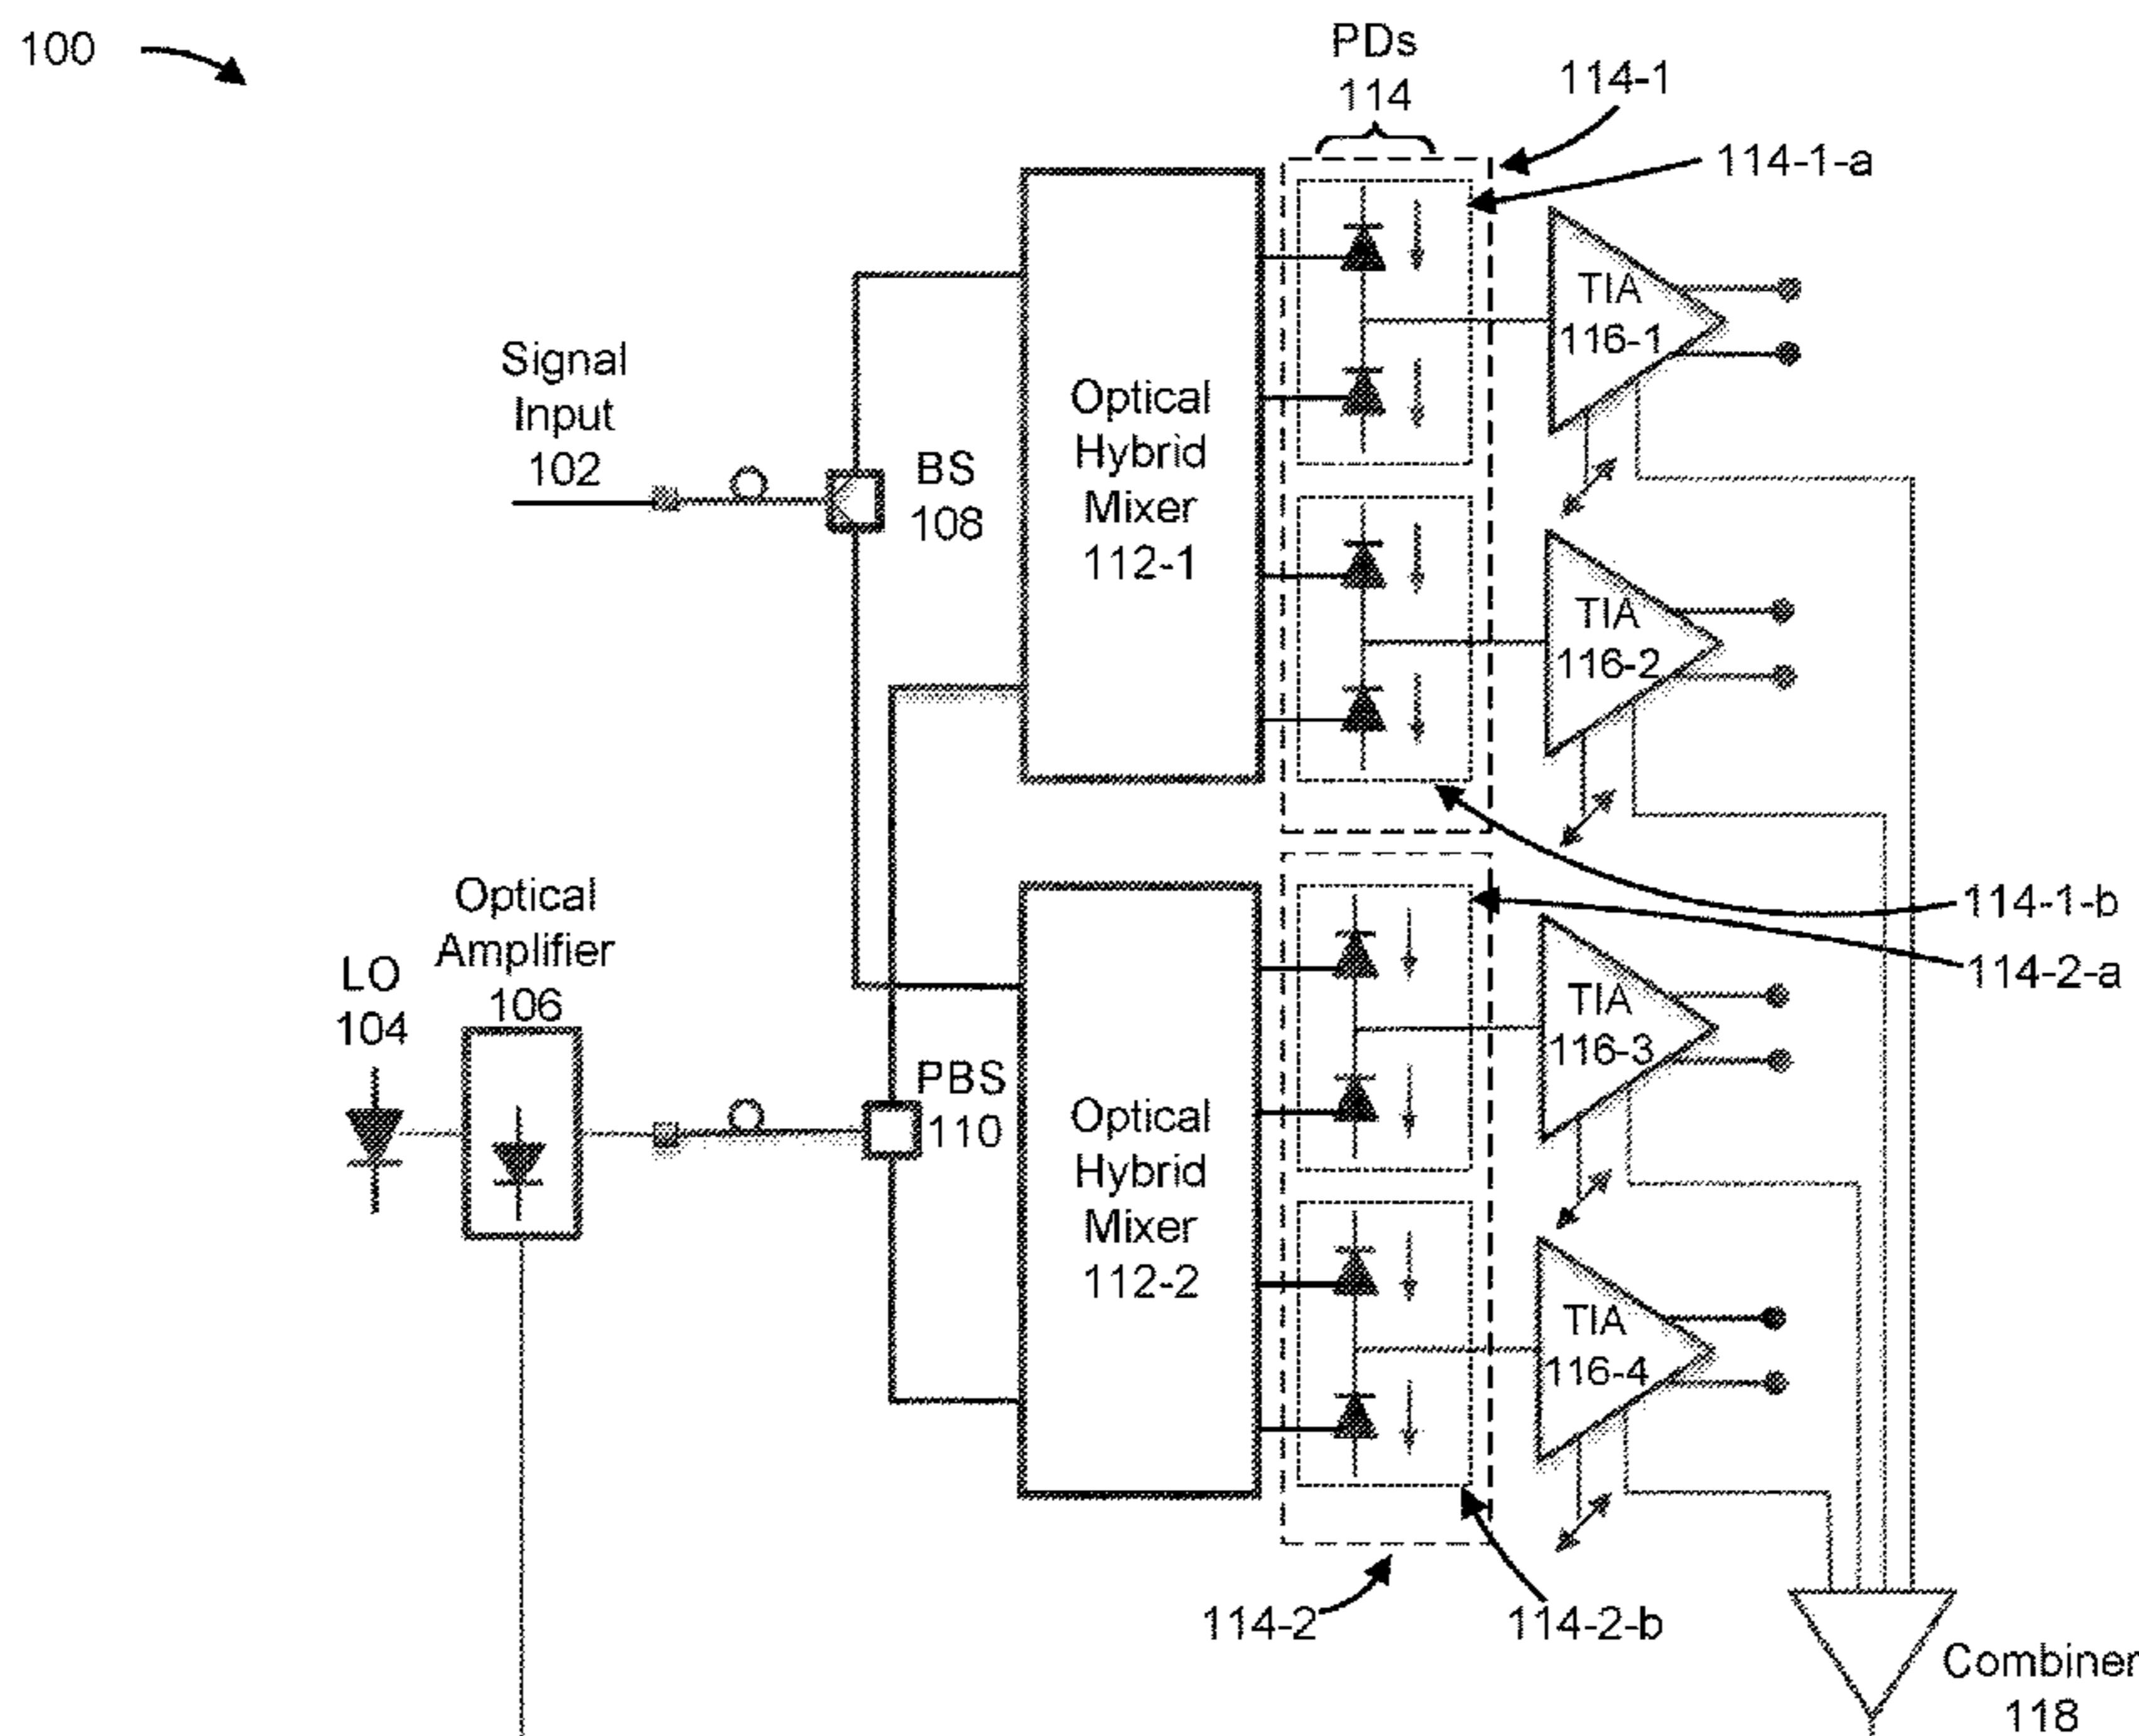 100
PDs
114
114-1
114-1-a
TIA
116-1
Signal
Input
102
BS
108
Optical
Hybrid
Mixer
112-1
TIA
116-2
114-1-b
114-2-a
Optical
Amplifier
106
LO
104
PBS
110
Optical
Hybrid
Mixer
112-2
TIA
116-3
TIA
116-4
114-2
114-2-b
Combiner
118